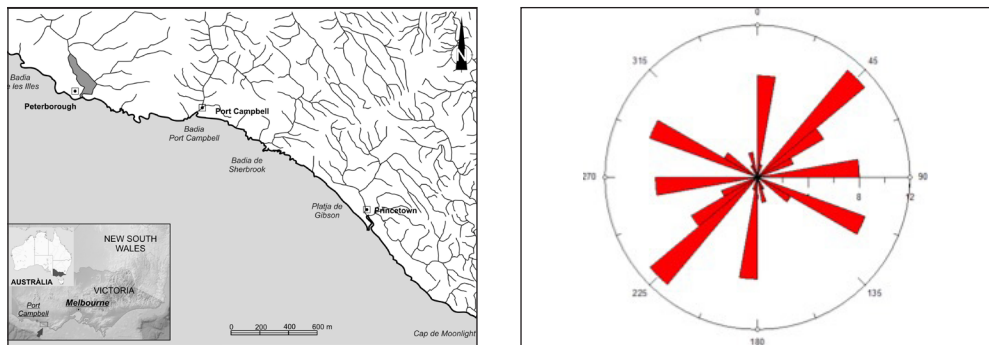 N
Badia
de les Illes
Peterborough
Port Campbell
Badia
Port Campbell
Badia de
Sherbrook
Platja de
Gibson
Princetown
NEW SOUTH
WALES
AUSTRÀLIA
VICTORIA
Melbourne
Port
Campbell
0 200 400 600 m
Cap de Moonlight
0
315
45
270
4
8
12
90
225
135
180